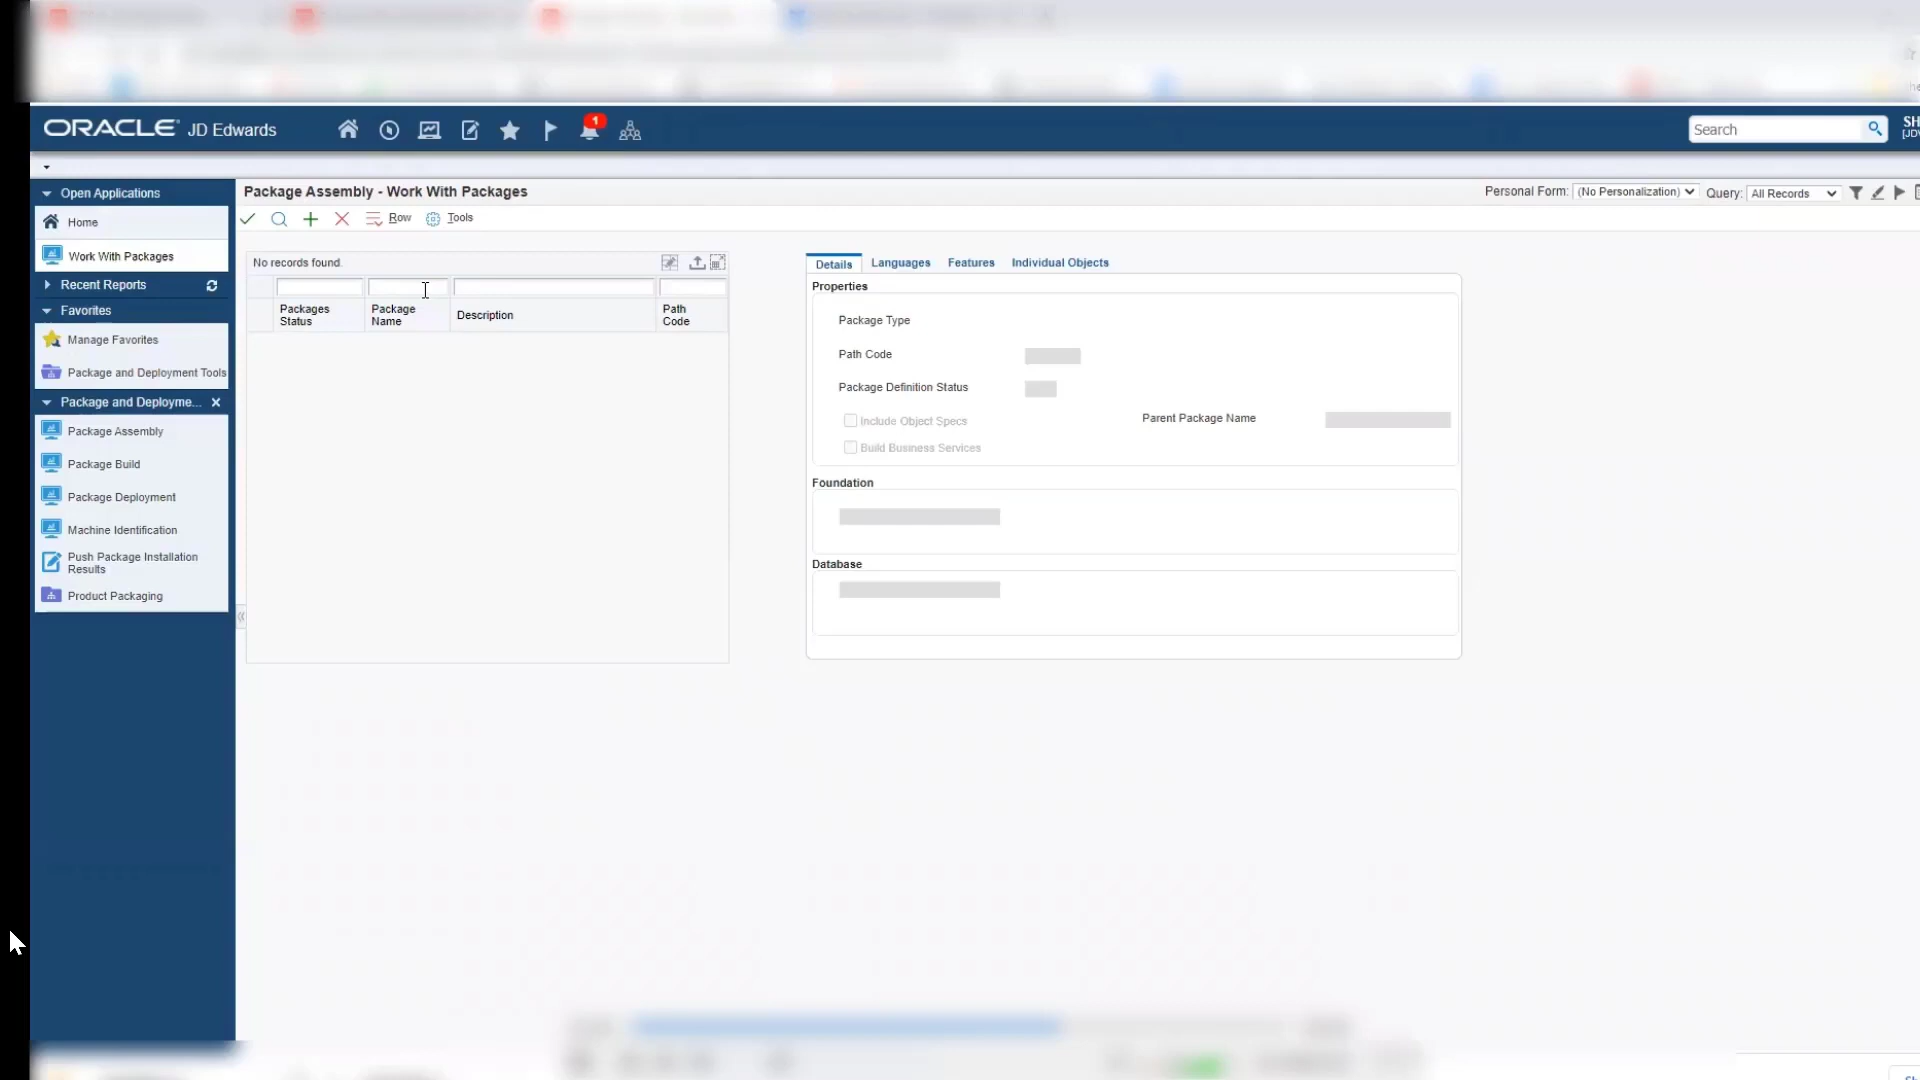 ORACLE JD Edwards
1
Search
SH
[JD
Open Applications
Home
Work With Packages
Recent Reports
Favorites
Manage Favorites
Package and Deployment Tools
Package and Deployme...
Package Assembly
Package Build
Package Deployment
Machine Identification
Push Package Installation
Results
Product Packaging
Package Assembly - Work With Packages
Personal Form: (No Personalization) Query: All Records
Row Tools
No records found.
Packages
Status
Package
Name
Description
Path
Code
Details Languages Features Individual Objects
Properties
Package Type
Path Code
Package Definition Status
Include Object Specs
Parent Package Name
Build Business Services
Foundation
Database